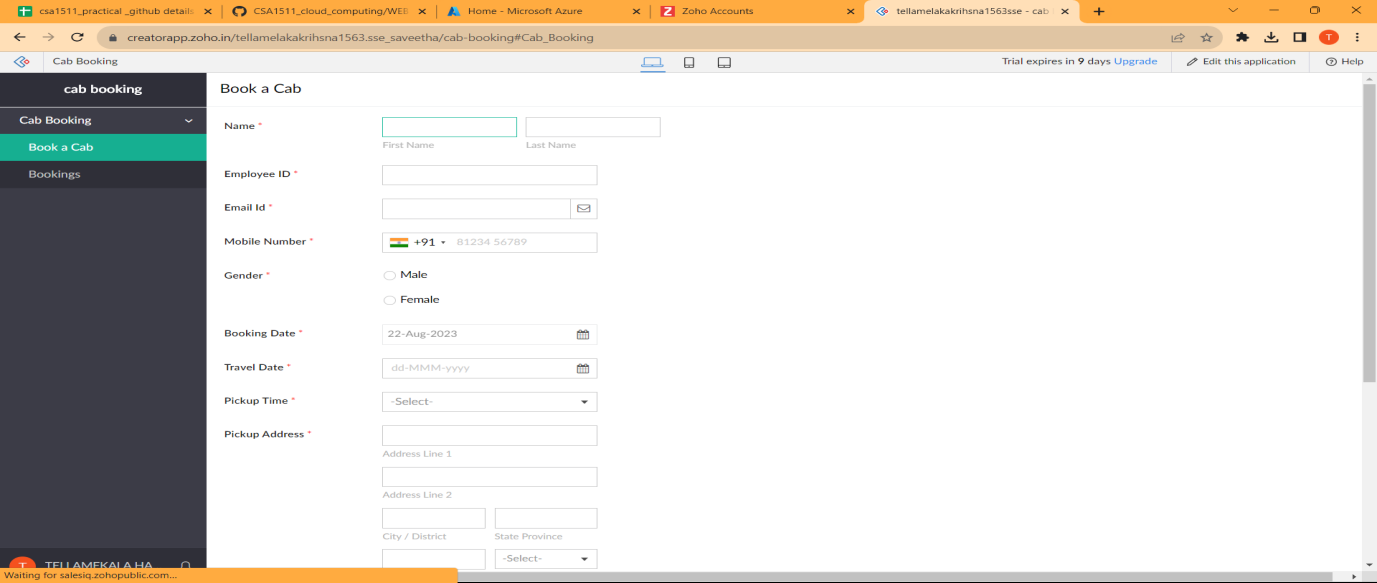 csa1511_practical _github details
CSA1511_cloud_computing/WEB
Home - Microsoft Azure
Zoho Accounts
tellamelakakrihsna1563sse - cab
creatorapp.zoho.in/tellamelakakrihsna1563.sse_saveetha/cab-booking#Cab_Booking
T
Cab Booking
Trial expires in 9 days Upgrade
Edit this application
Help
cab booking
Cab Booking
Book a Cab
Bookings
Book a Cab
Name *
First Name Last Name
Employee ID *
Email Id *
Mobile Number * +91 81234 56789
Gender * Male
Female
Booking Date * 22-Aug-2023
Travel Date * dd-MMM-yyyy
Pickup Time * -Select-
Pickup Address *
Address Line 1
Address Line 2
City / District State Province
-Select-
T TELLAMEKALA HA
Waiting for salesiq.zohopublic.com...